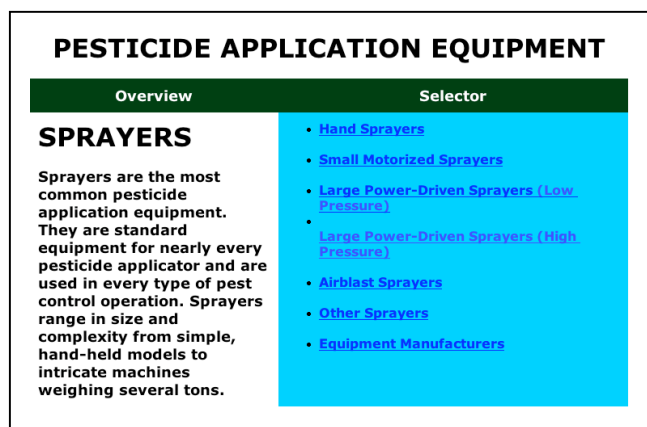 PESTICIDE APPLICATION EQUIPMENT
Overview
Selector
SPRAYERS
Sprayers are the most
common pesticide
application equipment.
They are standard
equipment for nearly every
pesticide applicator and are
used in every type of pest
control operation. Sprayers
range in size and
complexity from simple,
hand-held models to
intricate machines
weighing several tons.
• Hand Sprayers
• Small Motorized Sprayers
• Large Power-Driven Sprayers (Low
Pressure)
•
Large Power-Driven Sprayers (High
Pressure)
• Airblast Sprayers
• Other Sprayers
• Equipment Manufacturers